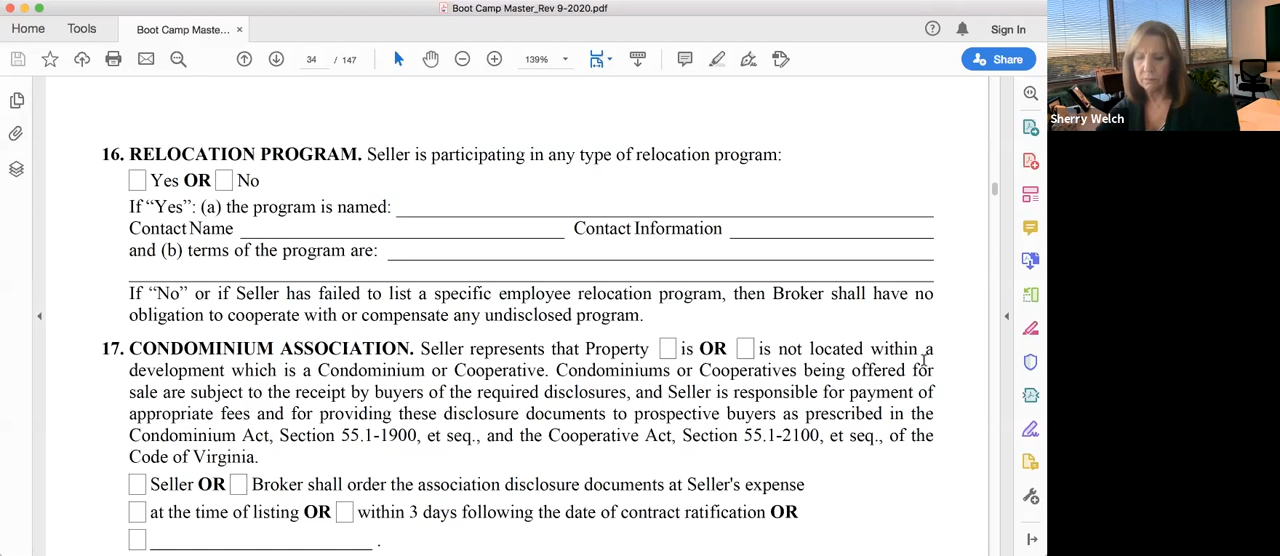 Boot Camp Master_Rev 9-2020.pdf
Home Tools Boot Camp Maste... × Sign In
34 / 147 139% Share
Sherry Welch
16. RELOCATION PROGRAM. Seller is participating in any type of relocation program:
Yes OR No
If “Yes”: (a) the program is named:
Contact Name Contact Information
and (b) terms of the program are:
If “No” or if Seller has failed to list a specific employee relocation program, then Broker shall have no
obligation to cooperate with or compensate any undisclosed program.
17. CONDOMINIUM ASSOCIATION. Seller represents that Property is OR is not located within a
development which is a Condominium or Cooperative. Condominiums or Cooperatives being offered for
sale are subject to the receipt by buyers of the required disclosures, and Seller is responsible for payment of
appropriate fees and for providing these disclosure documents to prospective buyers as prescribed in the
Condominium Act, Section 55.1-1900, et seq., and the Cooperative Act, Section 55.1-2100, et seq., of the
Code of Virginia.
Seller OR Broker shall order the association disclosure documents at Seller's expense
at the time of listing OR within 3 days following the date of contract ratification OR
.